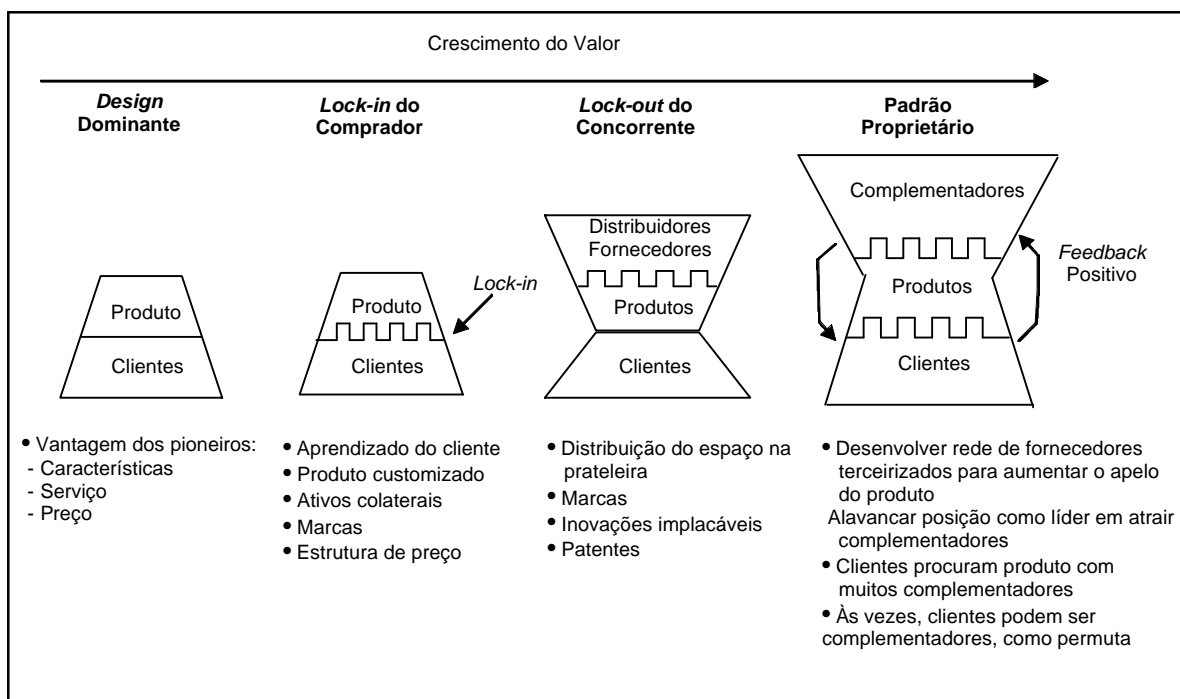 Crescimento do Valor
Design
Dominante
Lock-in do
Comprador
Lock-out do
Concorrente
Padrão
Proprietário
Produto
Clientes
Produto
Clientes
Lock-in
Distribuidores
Fornecedores
Produtos
Clientes
Complementadores
Produtos
Clientes
Feedback
Positivo
• Vantagem dos pioneiros:
- Características
- Serviço
- Preço
• Aprendizado do cliente
• Produto customizado
• Ativos colaterais
• Marcas
• Estrutura de preço
• Distribuição do espaço na
prateleira
• Marcas
• Inovações implacáveis
• Patentes
• Desenvolver rede de fornecedores
terceirizados para aumentar o apelo
do produto
Alavancar posição como líder em atrair
complementadores
• Clientes procuram produto com
muitos complementadores
• Às vezes, clientes podem ser
complementadores, como permuta